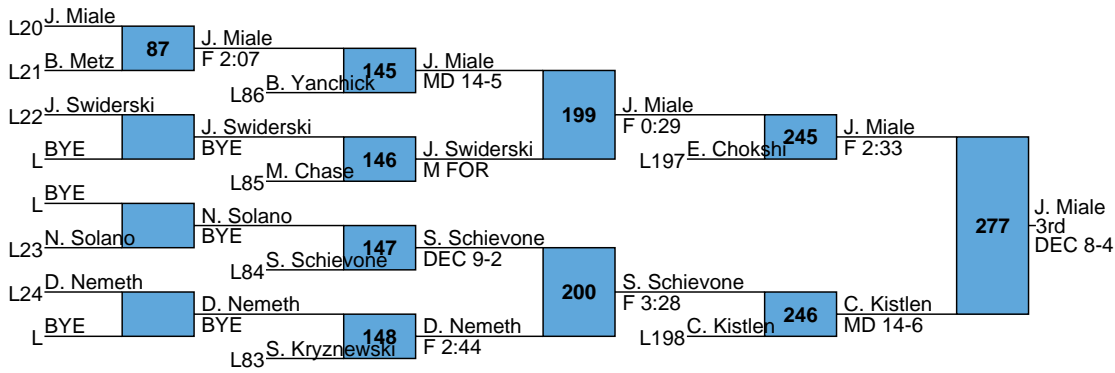 L20 J. Miale
87
J. Miale
F 2:07
L21 B. Metz
145
J. Miale
MD 14-5
L86 B. Yanchick
L22 J. Swiderski
199
J. Miale
F 0:29
J. Swiderski
BYE
L BYE
146
J. Swiderski
M FOR
L85 M. Chase
245
J. Miale
F 2:33
L197 E. Chokshi
L BYE
N. Solano
BYE
L23 N. Solano
147
S. Schievone
DEC 9-2
L84 S. Schievone
277
J. Miale
3rd
DEC 8-4
L24 D. Nemeth
200
S. Schievone
F 3:28
D. Nemeth
BYE
L BYE
148
D. Nemeth
F 2:44
L83 S. Kryznewski
246
C. Kistlen
MD 14-6
L198 C. Kistlen